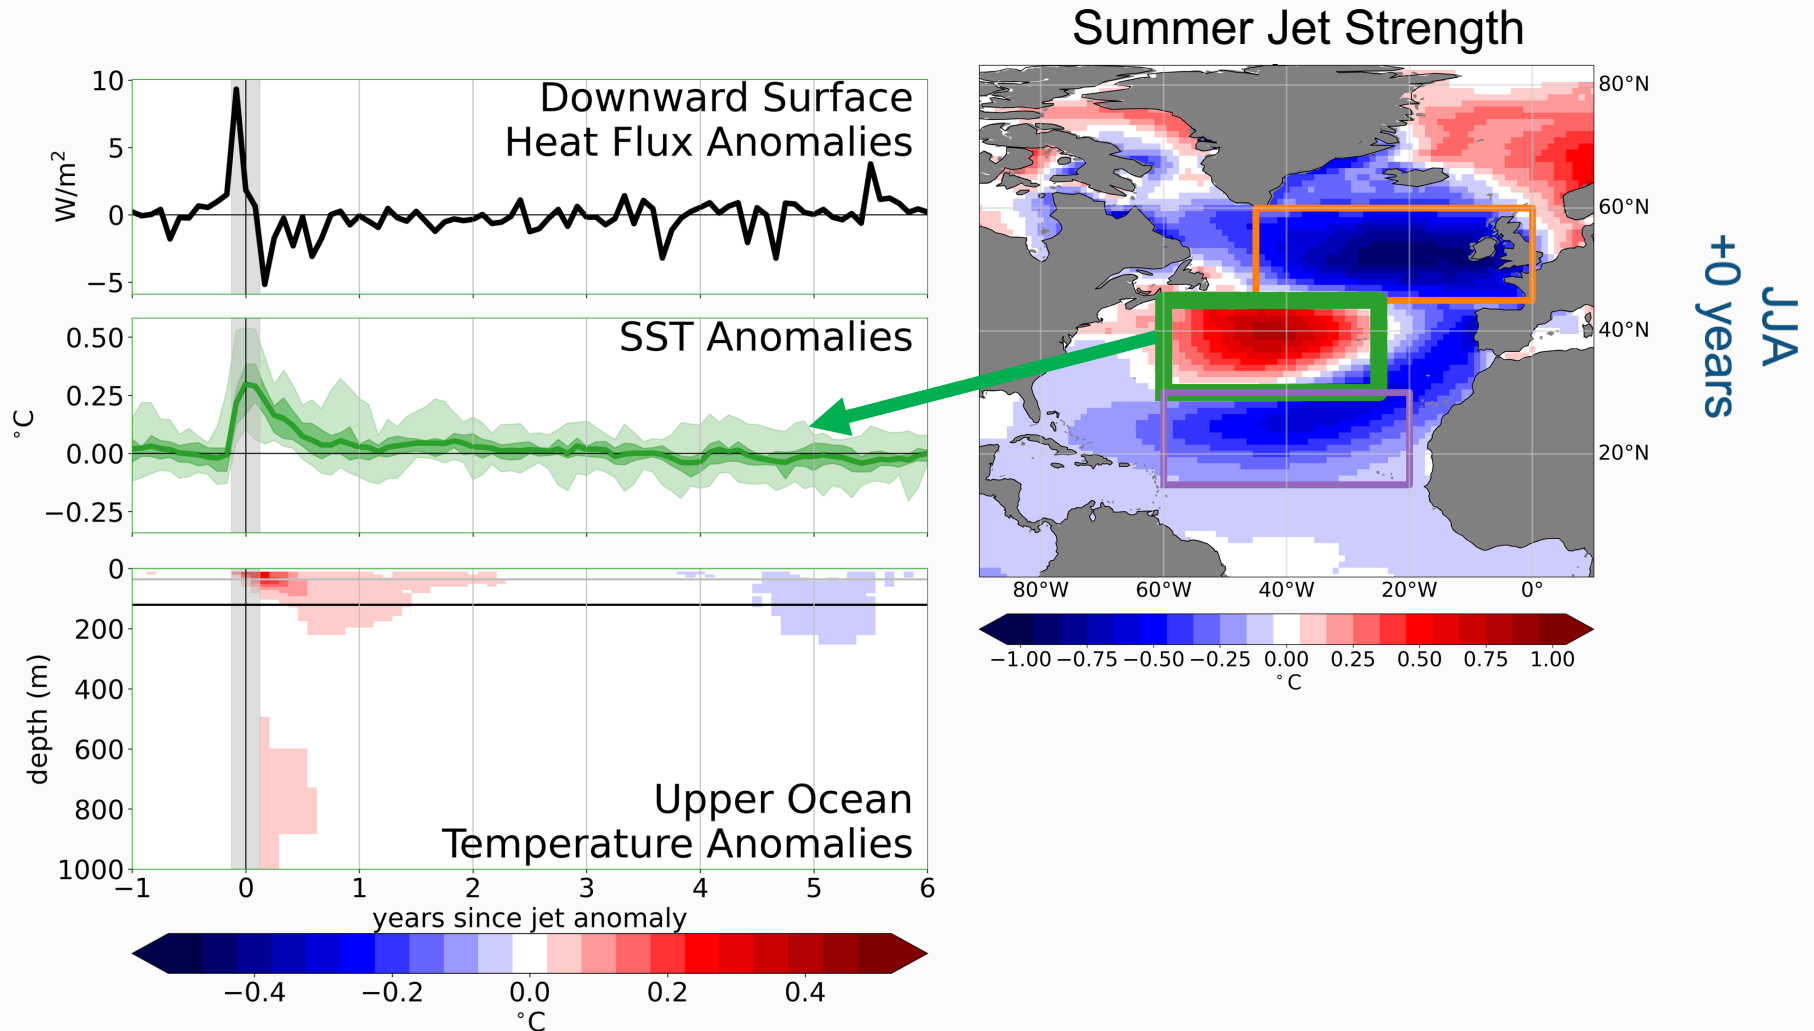 Summer Jet Strength
Downward Surface
Heat Flux Anomalies
W/m²
10
5
0
−5
SST Anomalies
°C
0.50
0.25
0.00
−0.25
Upper Ocean
Temperature Anomalies
depth (m)
0
200
400
600
800
1000
−1 0 1 2 3 4 5 6
years since jet anomaly
−0.4 −0.2 0.0 0.2 0.4
°C
80°N
60°N
40°N
20°N
80°W 60°W 40°W 20°W 0°
−1.00 −0.75 −0.50 −0.25 0.00 0.25 0.50 0.75 1.00
°C
JJA
+0 years